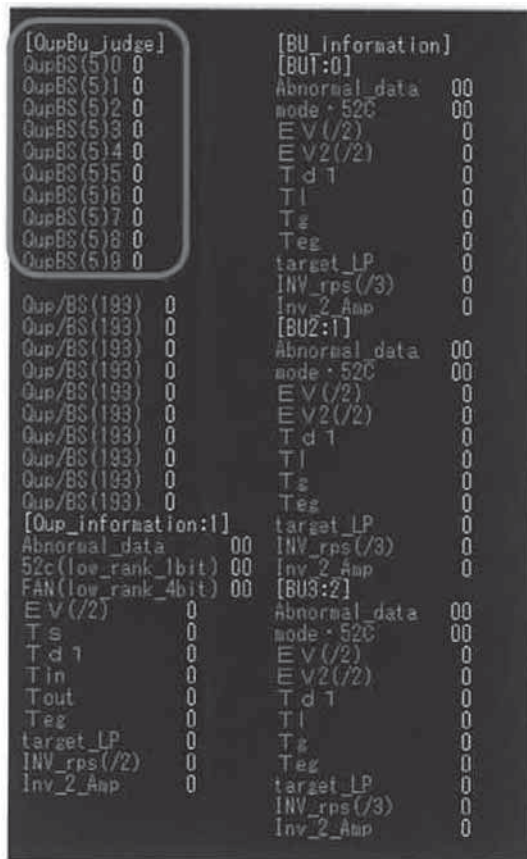 [QupBu_judge]
QupBS(5)0 0
QupBS(5)1 0
QupBS(5)2 0
QupBS(5)3 0
QupBS(5)4 0
QupBS(5)5 0
QupBS(5)6 0
QupBS(5)7 0
QupBS(5)8 0
QupBS(5)9 0
Qup/BS(193) 0
Qup/BS(193) 0
Qup/BS(193) 0
Qup/BS(193) 0
Qup/BS(193) 0
Qup/BS(193) 0
Qup/BS(193) 0
Qup/BS(193) 0
Qup/BS(193) 0
Qup/BS(193) 0
[Qup_information:1]
Abnormal_data 00
52c(low_rank_1bit) 00
FAN(low_rank_4bit) 00
EV(/2) 0
Ts 0
Td1 0
Tin 0
Tout 0
Teg 0
target_LP 0
INV_rps(/2) 0
Inv_2_Amp 0
[BU_information]
[BU1:0]
Abnormal_data 00
mode・52C 00
EV(/2) 0
EV2(/2) 0
Td1 0
Tl 0
Tg 0
Teg 0
target_LP 0
INV_rps(/3) 0
Inv_2_Amp 0
[BU2:1]
Abnormal_data 00
mode・52C 00
EV(/2) 0
EV2(/2) 0
Td1 0
Tl 0
Tg 0
Teg 0
target_LP 0
INV_rps(/3) 0
Inv_2_Amp 0
[BU3:2]
Abnormal_data 00
mode・52C 00
EV(/2) 0
EV2(/2) 0
Td1 0
Tl 0
Tg 0
Teg 0
target_LP 0
INV_rps(/3) 0
Inv_2_Amp 0